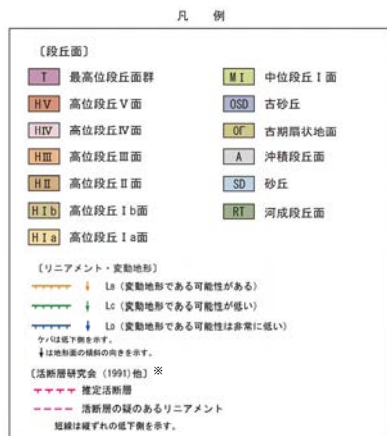 凡 例
〔段丘面〕
T 最高位段丘面群
HⅤ 高位段丘Ⅴ面
HⅣ 高位段丘Ⅳ面
HⅢ 高位段丘Ⅲ面
HⅡ 高位段丘Ⅱ面
HⅠb 高位段丘Ⅰb面
HⅠa 高位段丘Ⅰa面
MⅠ 中位段丘Ⅰ面
OSD 古砂丘
Of 古期扇状地面
A 沖積段丘面
SD 砂丘
RT 河成段丘面
〔リニアメント・変動地形〕
LB (変動地形である可能性がある)
Lc (変動地形である可能性が低い)
LD (変動地形である可能性は非常に低い)
ケバは低下側を示す。
↓は地形面の傾斜の向きを示す。
〔活断層研究会(1991)他〕※
推定活断層
活断層の疑のあるリニアメント
短線は縦ずれの低下側を示す。